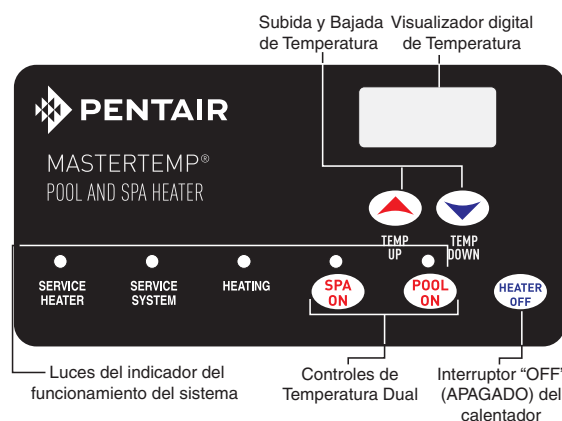 Subida y Bajada
de Temperatura
Visualizador digital
de Temperatura
PENTAIR
MASTERTEMP®
POOL AND SPA HEATER
TEMP
UP
TEMP
DOWN
SERVICE
HEATER
SERVICE
SYSTEM
HEATING
SPA
ON
POOL
ON
HEATER
OFF
Luces del indicador del
funcionamiento del sistema
Controles de
Temperatura Dual
Interruptor “OFF”
(APAGADO) del
calentador